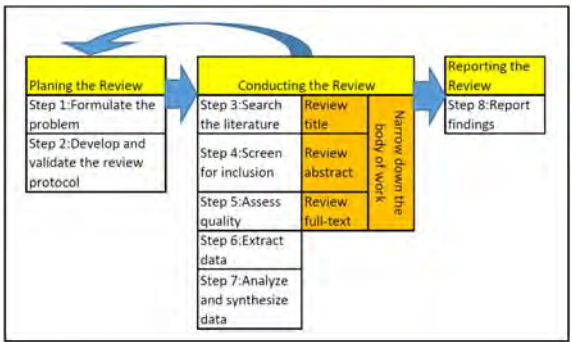 Planing the Review
Step 1:Formulate the
problem
Step 2:Develop and
validate the review
protocol
Conducting the Review
Step 3:Search
the literature
Review
title
Step 4:Screen
for inclusion
Review
abstract
Step 5:Assess
quality
Review
full-text
Narrow down the
body of work
Step 6:Extract
data
Step 7:Analyze
and synthesize
data
Reporting the
Review
Step 8:Report
findings